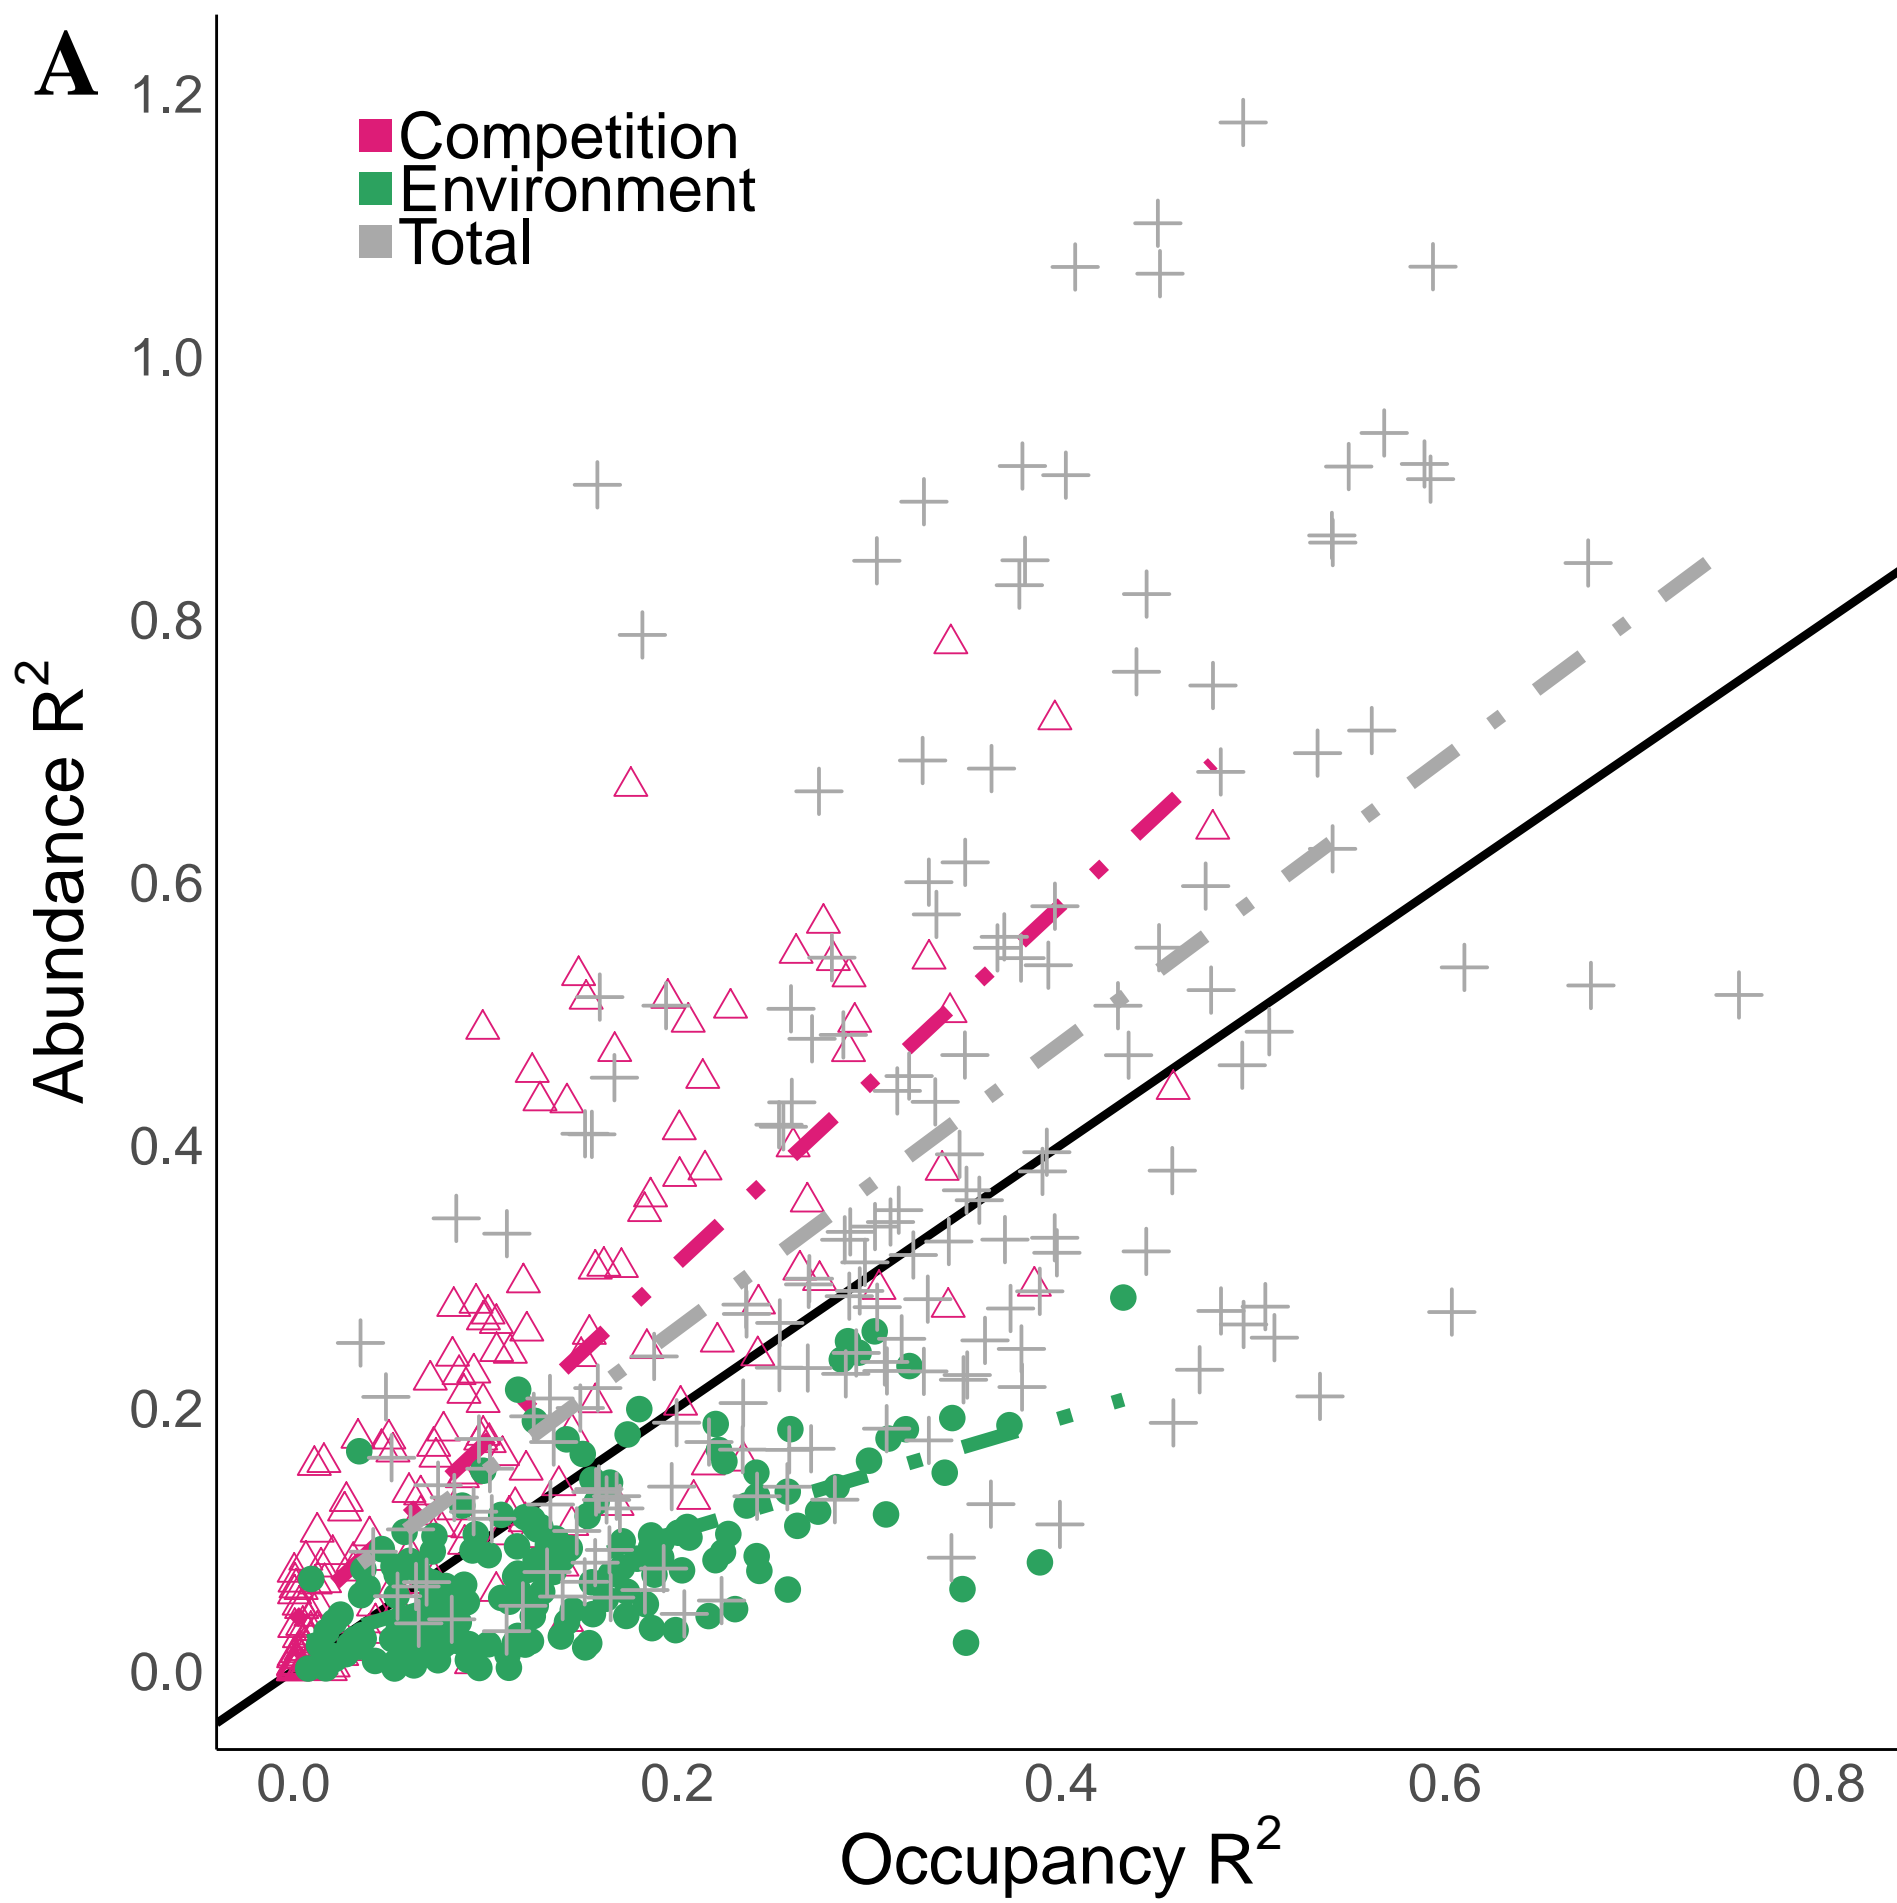 A
Competition
Environment
Total
1.2
1.0
0.8
0.6
0.4
0.2
0.0
Abundance R²
0.0 0.2 0.4 0.6 0.8
Occupancy R²